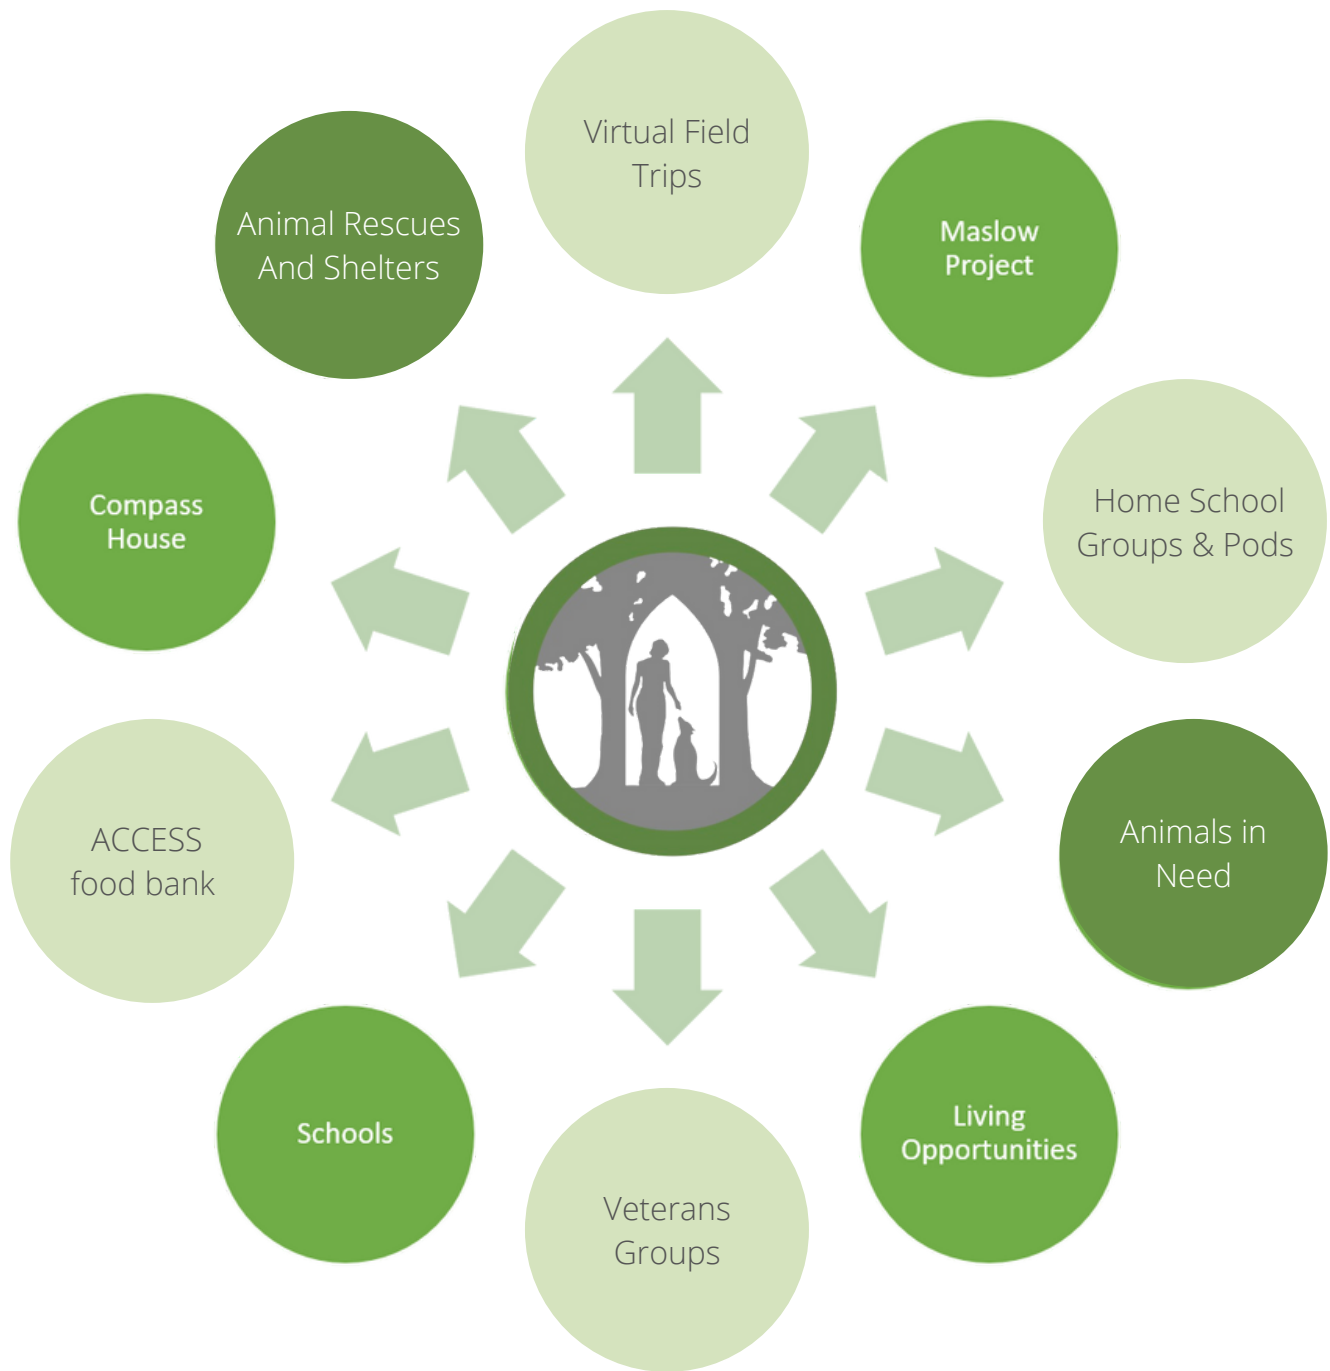 Virtual Field
Trips
Maslow
Project
Home School
Groups & Pods
Animals in
Need
Living
Opportunities
Veterans
Groups
Schools
ACCESS
food bank
Compass
House
Animal Rescues
And Shelters